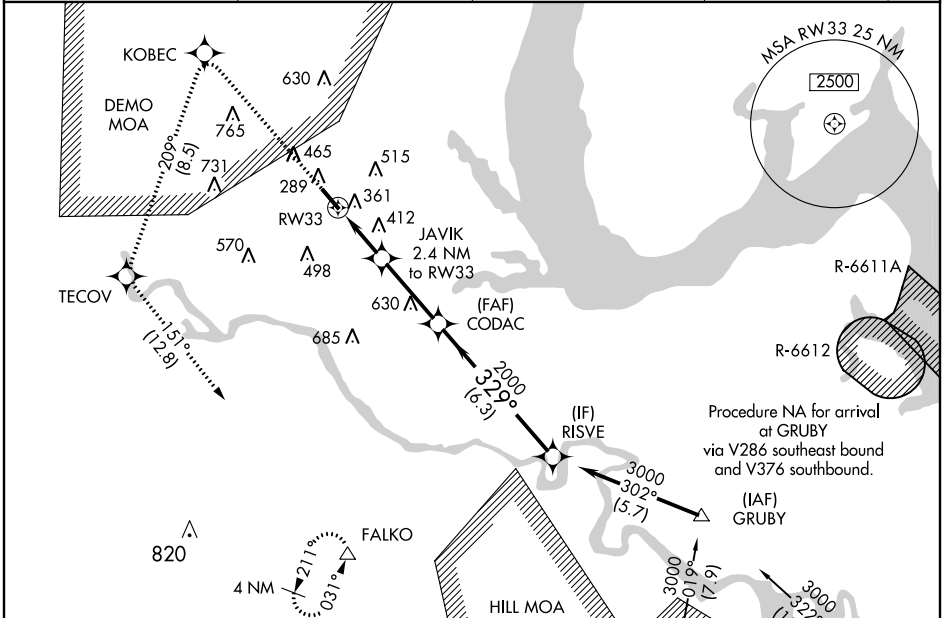 KOBEC
630
MSA RW33 25 NM
2500
DEMO
MOA
765
209°
(8.5)
731
465
515
289
361
RW33
412
JAVIK
2.4 NM
to RW33
570
498
TECOV
R-6611A
630
(FAF)
CODAC
151°
(12.8)
685
R-6612
2000
329°
(6.3)
(IF)
RISVE
Procedure NA for arrival
at GRUBY
via V286 southeast bound
and V376 southbound.
3000
302°
(5.7)
(IAF)
GRUBY
820
FALKO
211°
031°
4 NM
HILL MOA
3000
019°
(7.9)
3000
322°